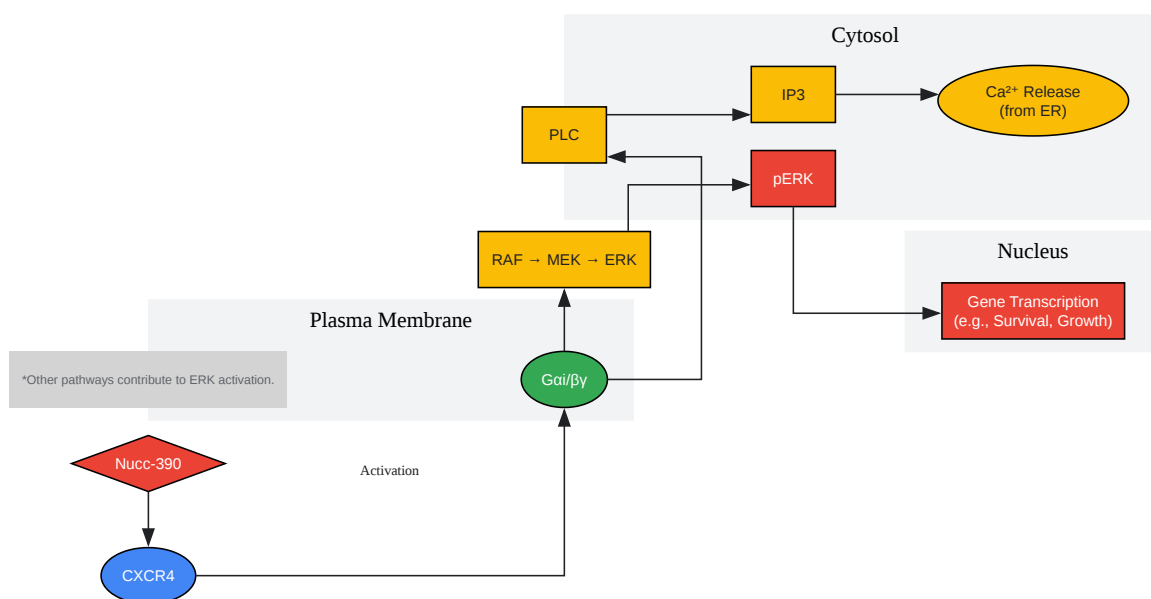 Cytosol
IP3
Ca²⁺ Release
(from ER)
PLC
pERK
RAF → MEK → ERK
Nucleus
Gene Transcription
(e.g., Survival, Growth)
Plasma Membrane
*Other pathways contribute to ERK activation.
Gαi/βγ
Nucc-390
Activation
CXCR4